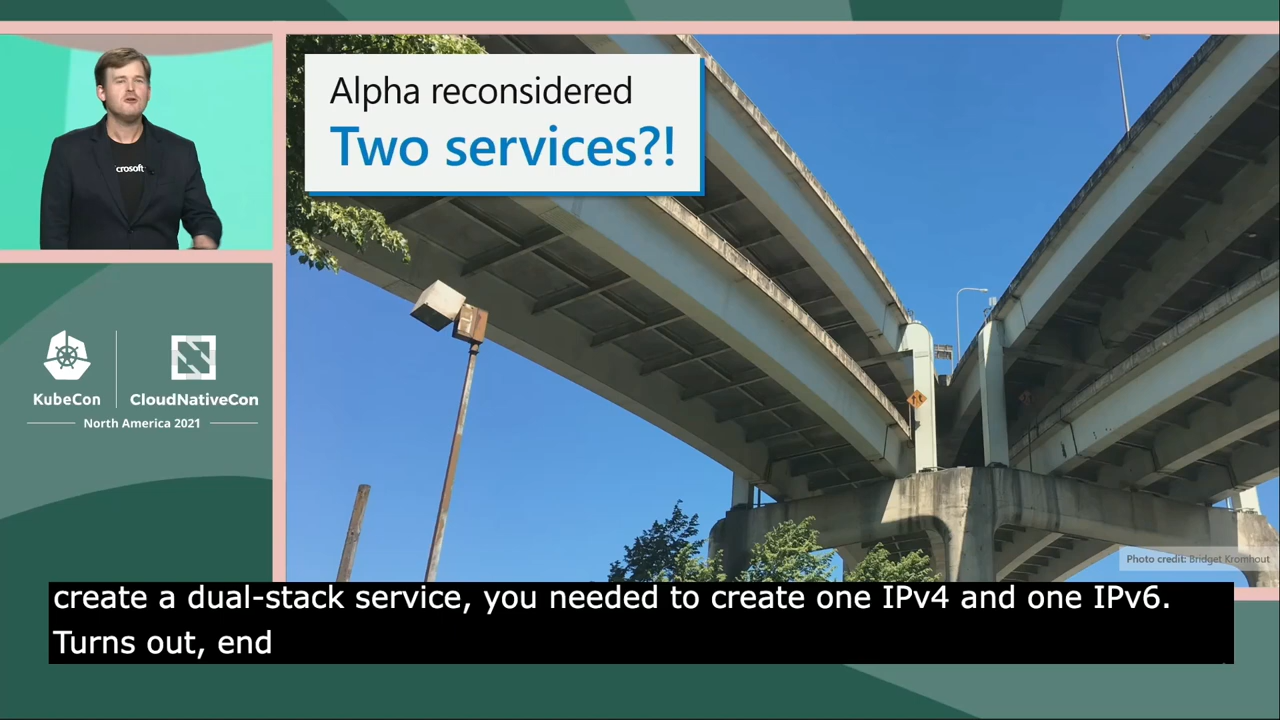 Alpha reconsidered
Two services?!
crosoft
KubeCon
CloudNativeCon
North America 2021
Photo credit: Bridget Kromhout
create a dual-stack service, you needed to create one IPv4 and one IPv6.
Turns out, end